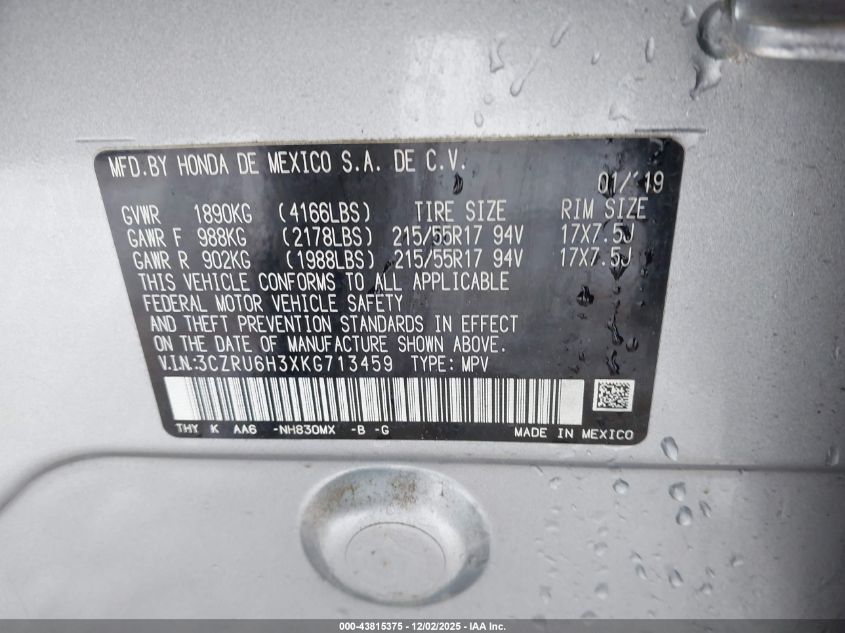 MFD.BY HONDA DE MEXICO S.A. DE C.V.
01/'19
GVWR 1890KG (4166LBS) TIRE SIZE RIM SIZE
GAWR F 988KG (2178LBS) 215/55R17 94V 17X7.5J
GAWR R 902KG (1988LBS) 215/55R17 94V 17X7.5J
THIS VEHICLE CONFORMS TO ALL APPLICABLE
FEDERAL MOTOR VEHICLE SAFETY
AND THEFT PREVENTION STANDARDS IN EFFECT
ON THE DATE OF MANUFACTURE SHOWN ABOVE.
V.I.N:3CZRU6H3XKG713459 TYPE: MPV
THY K AA6 -NH830MX -B -G MADE IN MEXICO
000-43815375 - 12/02/2025 - IAA Inc.